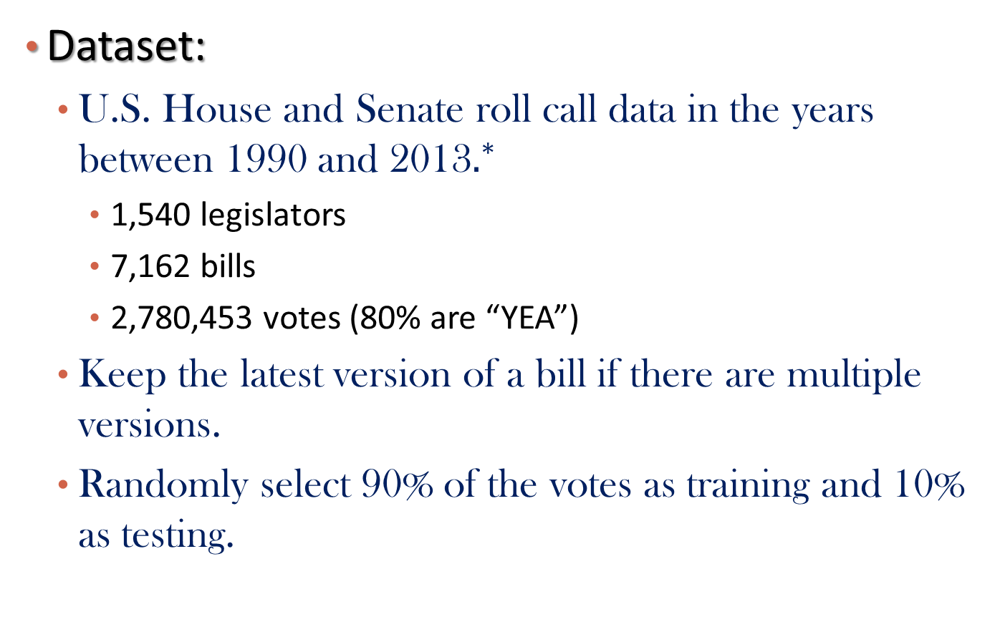 • Dataset:
• U.S. House and Senate roll call data in the years
between 1990 and 2013.*
• 1,540 legislators
• 7,162 bills
• 2,780,453 votes (80% are “YEA”)
• Keep the latest version of a bill if there are multiple
versions.
• Randomly select 90% of the votes as training and 10%
as testing.